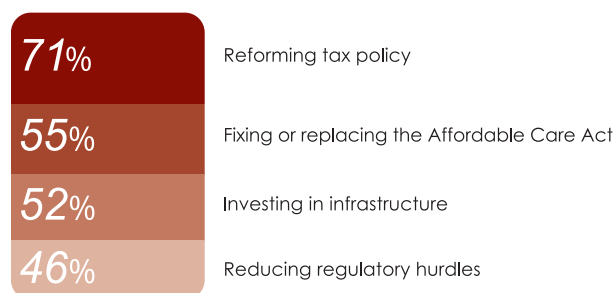 71% Reforming tax policy
55% Fixing or replacing the Affordable Care Act
52% Investing in infrastructure
46% Reducing regulatory hurdles